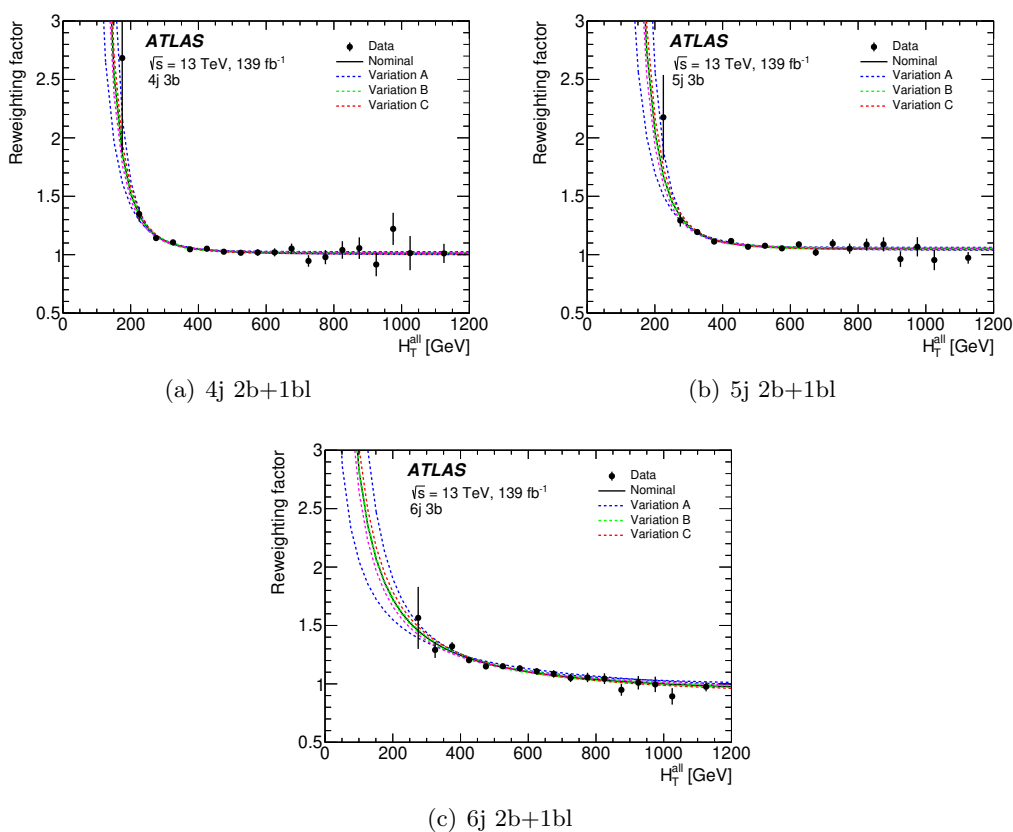 Reweighting factor
3
2.5
2
1.5
1
0.5
ATLAS
√s = 13 TeV, 139 fb⁻¹
4j 3b
Data
Nominal
Variation A
Variation B
Variation C
0 200 400 600 800 1000 1200
H_T^all [GeV]
(a) 4j 2b+1bl
Reweighting factor
3
2.5
2
1.5
1
0.5
ATLAS
√s = 13 TeV, 139 fb⁻¹
5j 3b
Data
Nominal
Variation A
Variation B
Variation C
0 200 400 600 800 1000 1200
H_T^all [GeV]
(b) 5j 2b+1bl
Reweighting factor
3
2.5
2
1.5
1
0.5
ATLAS
√s = 13 TeV, 139 fb⁻¹
6j 3b
Data
Nominal
Variation A
Variation B
Variation C
0 200 400 600 800 1000 1200
H_T^all [GeV]
(c) 6j 2b+1bl